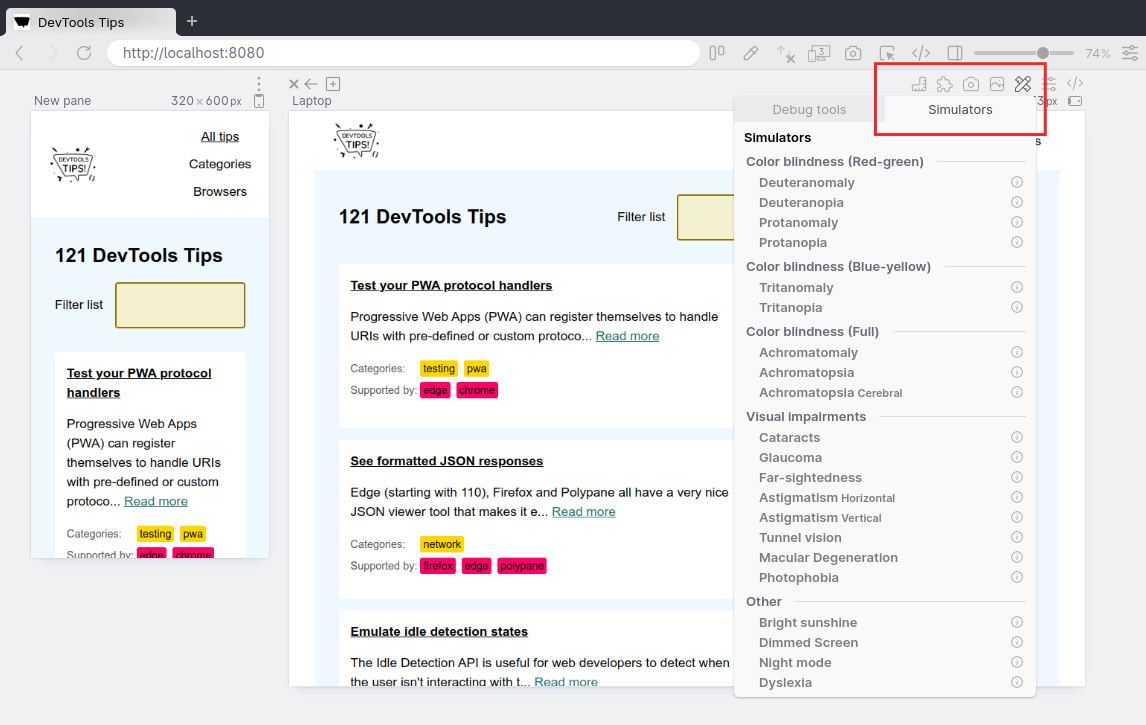 DevTools Tips
http://localhost:8080
3
74%
New pane
320 × 600 px
DEVTOOLS
TIPS!
All tips
Categories
Browsers
121 DevTools Tips
Filter list
Test your PWA protocol
handlers
Progressive Web Apps
(PWA) can register
themselves to handle URIs
with pre-defined or custom
protoco... Read more
Categories: testing pwa
Supported by: edge chrome
Laptop
3px
DEVTOOLS
TIPS!
s
121 DevTools Tips
Filter list
Test your PWA protocol handlers
Progressive Web Apps (PWA) can register themselves to handle
URIs with pre-defined or custom protoco... Read more
Categories: testing pwa
Supported by: edge chrome
See formatted JSON responses
Edge (starting with 110), Firefox and Polypane all have a very nice
JSON viewer tool that makes it e... Read more
Categories: network
Supported by: firefox edge polypane
Emulate idle detection states
The Idle Detection API is useful for web developers to detect when
the user isn't interacting with t... Read more
Debug tools
Simulators
Simulators
Color blindness (Red-green)
Deuteranomaly
Deuteranopia
Protanomaly
Protanopia
Color blindness (Blue-yellow)
Tritanomaly
Tritanopia
Color blindness (Full)
Achromatomaly
Achromatopsia
Achromatopsia Cerebral
Visual impairments
Cataracts
Glaucoma
Far-sightedness
Astigmatism Horizontal
Astigmatism Vertical
Tunnel vision
Macular Degeneration
Photophobia
Other
Bright sunshine
Dimmed Screen
Night mode
Dyslexia